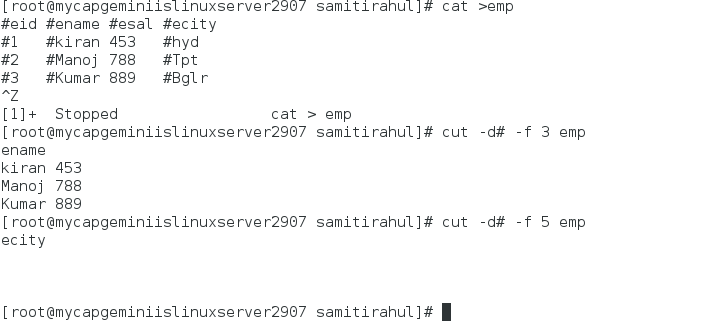 [root@mycapgeminiislinuxserver2907 samitirahul]# cat >emp
#eid #ename #esal #ecity
#1   #kiran 453   #hyd
#2   #Manoj 788   #Tpt
#3   #Kumar 889   #Bglr
^Z
[1]+  Stopped                 cat > emp
[root@mycapgeminiislinuxserver2907 samitirahul]# cut -d# -f 3 emp
ename
kiran 453
Manoj 788
Kumar 889
[root@mycapgeminiislinuxserver2907 samitirahul]# cut -d# -f 5 emp
ecity
[root@mycapgeminiislinuxserver2907 samitirahul]#